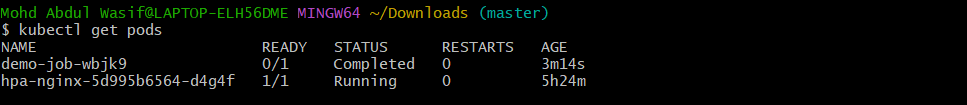 Mohd Abdul Wasif@LAPTOP-ELH56DME MINGW64 ~/Downloads (master)
$ kubectl get pods
NAME READY STATUS RESTARTS AGE
demo-job-wbjk9 0/1 Completed 0 3m14s
hpa-nginx-5d995b6564-d4g4f 1/1 Running 0 5h24m